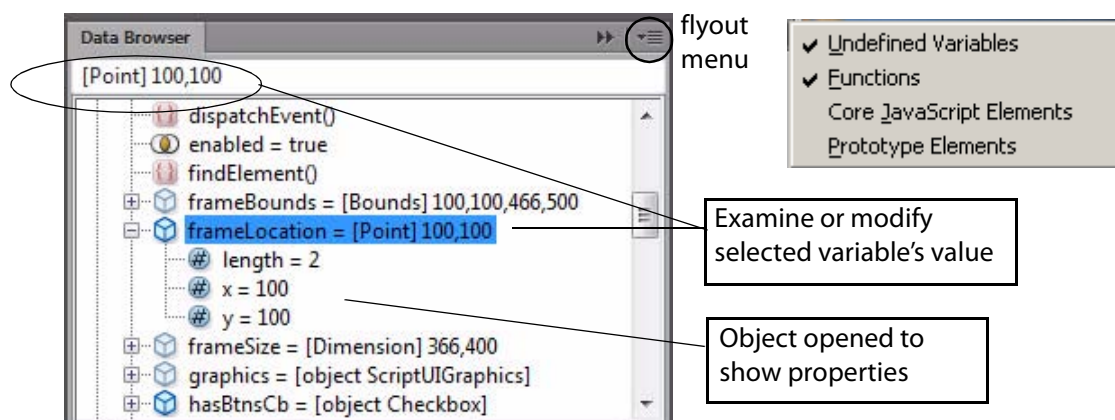 Data Browser
flyout
menu
[Point] 100,100
dispatchEvent()
enabled = true
findElement()
frameBounds = [Bounds] 100,100,466,500
frameLocation = [Point] 100,100
length = 2
x = 100
y = 100
frameSize = [Dimension] 366,400
graphics = [object ScriptUIGraphics]
hasBtnsCb = [object Checkbox]
Undefined Variables
Functions
Core JavaScript Elements
Prototype Elements
Examine or modify
selected variable's value
Object opened to
show properties